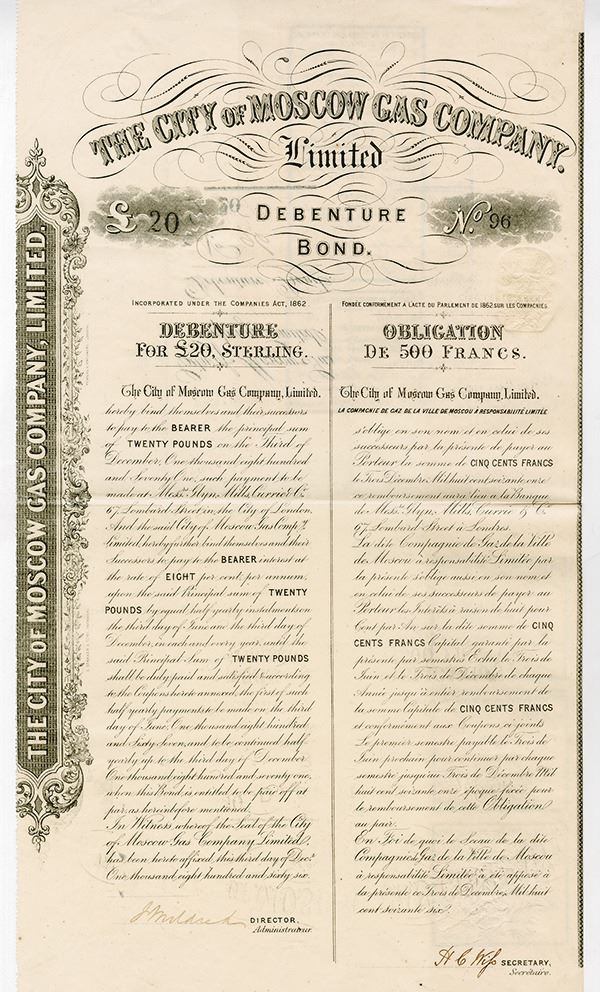 THE CITY OF MOSCOW GAS COMPANY.
Limited
£ 20
DEBENTURE
BOND.
No. 96
THE CITY OF MOSCOW GAS COMPANY, LIMITED.
INCORPORATED UNDER THE COMPANIES ACT, 1862
DEBENTURE
FOR £20, STERLING.
The City of Moscow Gas Company, Limited.
hereby bind themselves and their successors
to pay to the BEARER the principal sum
of TWENTY POUNDS on the Third of
December, One thousand eight hundred
and Seventy One, such payment to be
made at Messrs. Glyn, Mills, Currie & Co.
67, Lombard Street in the City of London.
And the said City of Moscow Gas Compy.
Limited, hereby further bind themselves and their
Successors to pay to the BEARER interest at
the rate of EIGHT per cent, per annum,
upon the said Principal sum of TWENTY
POUNDS by equal half yearly instalments on
the third day of June and the third day of
December, in each and every year, until the
said Principal Sum of TWENTY POUNDS
shall be duly paid and satisfied & according
to the Coupons hereto annexed, the first of such
half yearly payments to be made on the third
day of June, One thousand eight hundred
and Sixty Seven, and to be continued half
yearly up to the third day of December
One thousand eight hundred and seventy one,
when this Bond is entitled to be paid off at
par, as hereinbefore mentioned.
In Witness whereof the Seal of the City
of Moscow Gas Company Limited,
has been hereto affixed, this third day of Decr.
One thousand eight hundred and sixty six.
DIRECTOR,
Administrateur.
FONDÉE CONFORMEMENT A L'ACTE DU PARLEMENT DE 1862 SUR LES COMPAGNIES.
OBLIGATION
DE 500 FRANCS.
The City of Moscow Gas Company, Limited.
LA COMPAGNIE DE GAZ DE LA VILLE DE MOSCOU À RESPONSABILITÉ LIMITÉE
s'oblige en son nom et en celui de ses
successeurs par la présente de payer au
Porteur la somme de CINQ CENTS FRANCS
le Trois Decembre, Mil huit cent soixante onze
ce remboursement aura lieu a la Banque
de Messrs. Glyn, Mills, Currie & Co.
67, Lombard Street à Londres.
La dite Compagnie de Gaz de la Ville
de Moscou à responsabilité Limitée par
la présente s'oblige aussi en son nom et
en celui de ses successeurs de payer au
Porteur les Intérêts à raison de huit pour
Cent par An sur la dite somme de CINQ
CENTS FRANCS Capital garanti par la
présente par semestres Echu le Trois de
Juin et le Trois de Décembre de chaque
Année jusqu'à entier remboursement de
la somme Capitale de CINQ CENTS FRANCS
et conformément aux Coupons ci-joints
Le premier semestre payable le Trois de
Juin prochain pour continuer par chaque
semestre jusqu'au Trois de Décembre Mil
huit cent soixante onze époque fixée pour
le remboursement de cette Obligation
au pair.
En Foi de quoi le Sceau de la dite
Compagnie de Gaz de la Ville de Moscou
à responsabilité Limitée a été apposé à
la présente ce Trois de Decembre, Mil huit
cent soixante six.
SECRETARY,
Secrétaire.